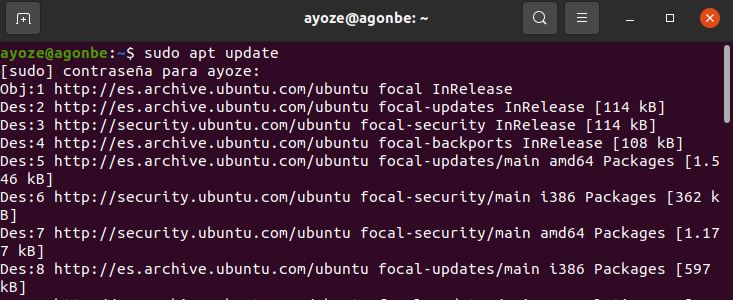 ayoze@agonbe: ~
ayoze@agonbe:~$ sudo apt update
[sudo] contraseña para ayoze:
Obj:1 http://es.archive.ubuntu.com/ubuntu focal InRelease
Des:2 http://es.archive.ubuntu.com/ubuntu focal-updates InRelease [114 kB]
Des:3 http://security.ubuntu.com/ubuntu focal-security InRelease [114 kB]
Des:4 http://es.archive.ubuntu.com/ubuntu focal-backports InRelease [108 kB]
Des:5 http://es.archive.ubuntu.com/ubuntu focal-updates/main amd64 Packages [1.5
46 kB]
Des:6 http://security.ubuntu.com/ubuntu focal-security/main i386 Packages [362 k
B]
Des:7 http://security.ubuntu.com/ubuntu focal-security/main amd64 Packages [1.17
7 kB]
Des:8 http://es.archive.ubuntu.com/ubuntu focal-updates/main i386 Packages [597
kB]